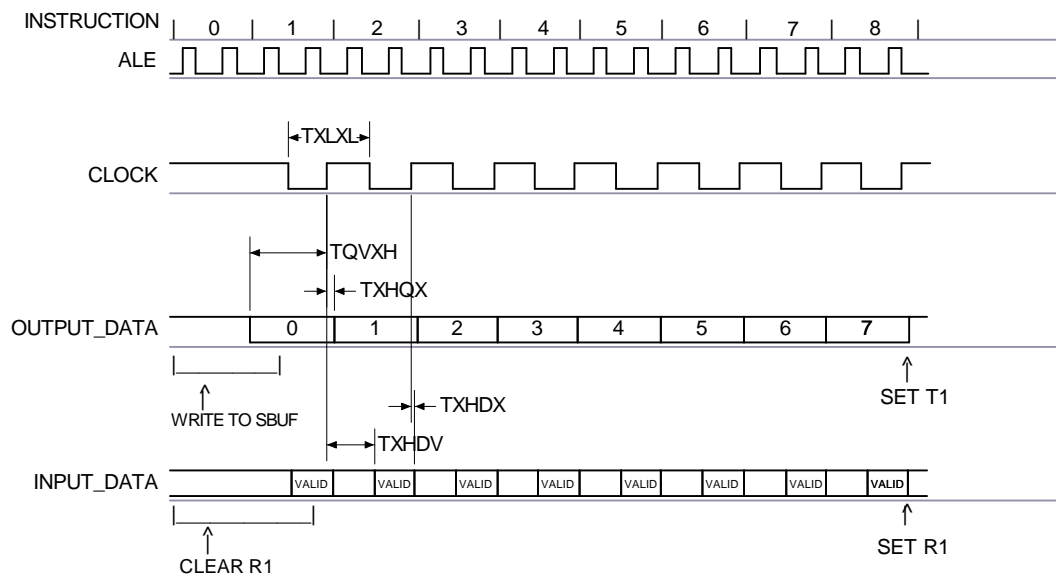 INSTRUCTION 0 1 2 3 4 5 6 7 8
ALE
TXLXL
CLOCK
TQVXH
TXHQX
OUTPUT_DATA 0 1 2 3 4 5 6 7
SET T1
WRITE TO SBUF
TXHDX
TXHDV
INPUT_DATA VALID VALID VALID VALID VALID VALID VALID VALID
SET R1
CLEAR R1